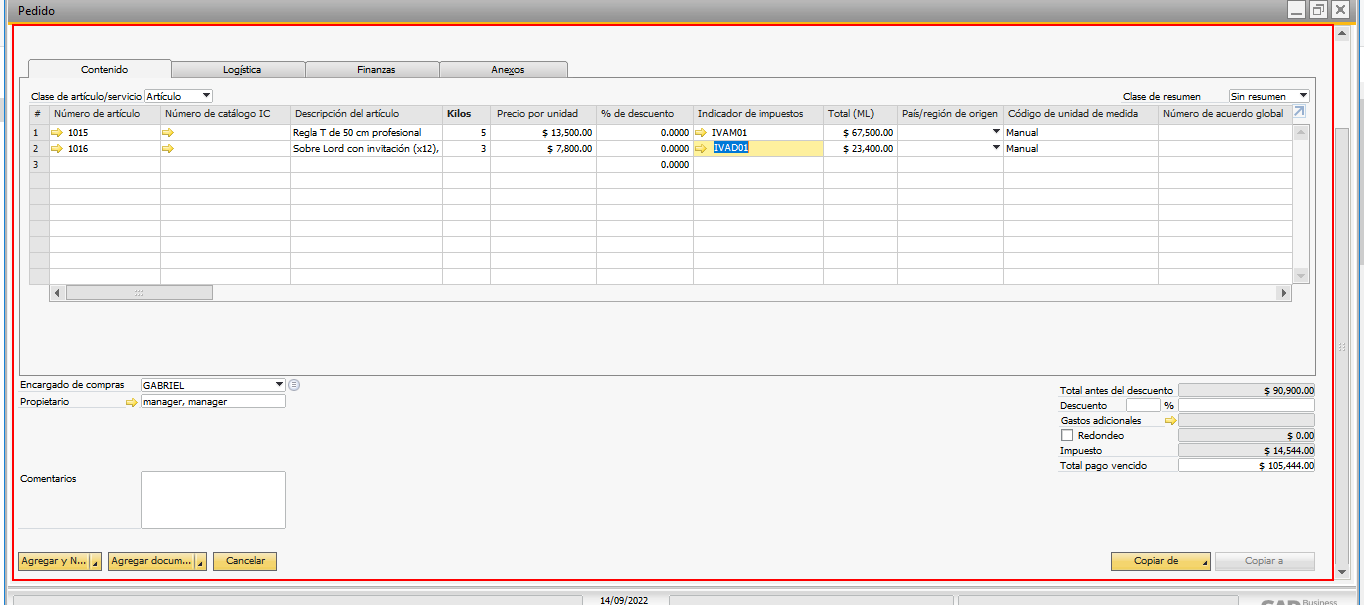 Pedido
Contenido Logística Finanzas Anexos
Clase de artículo/servicio Artículo Clase de resumen Sin resumen
# Número de artículo Número de catálogo IC Descripción del artículo Kilos Precio por unidad % de descuento Indicador de impuestos Total (ML) País/región de origen Código de unidad de medida Número de acuerdo global
1 1015 Regla T de 50 cm profesional 5 $ 13,500.00 0.0000 IVAM01 $ 67,500.00 Manual
2 1016 Sobre Lord con invitación (x12), 3 $ 7,800.00 0.0000 IVAD01 $ 23,400.00 Manual
3 0.0000
Encargado de compras GABRIEL
Propietario manager, manager
Total antes del descuento $ 90,900.00
Descuento %
Gastos adicionales
Redondeo $ 0.00
Impuesto $ 14,544.00
Total pago vencido $ 105,444.00
Comentarios
Agregar y N... Agregar docum... Cancelar Copiar de Copiar a
14/09/2022 SAP Business